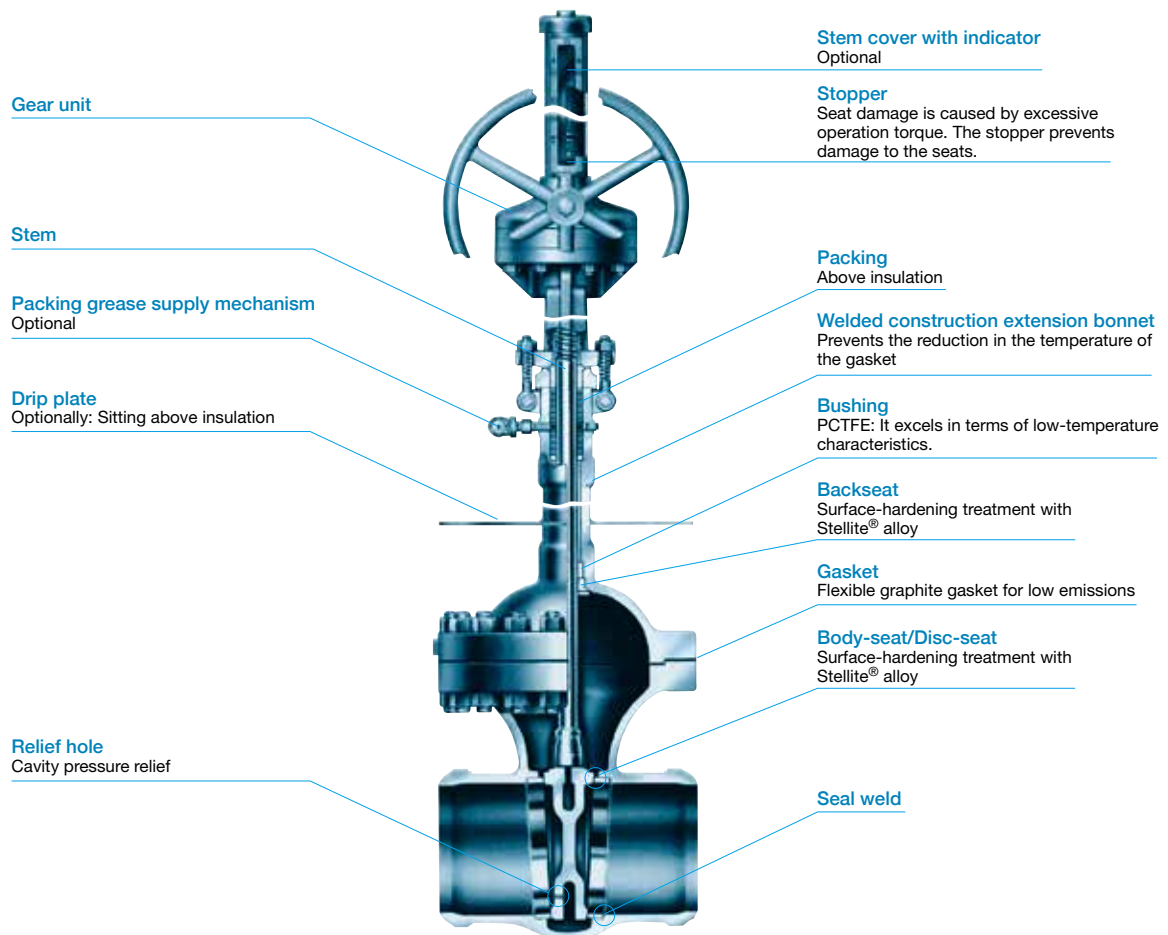 Gear unit
Stem
Packing grease supply mechanism
Optional
Drip plate
Optionally: Sitting above insulation
Relief hole
Cavity pressure relief
Stem cover with indicator
Optional
Stopper
Seat damage is caused by excessive
operation torque. The stopper prevents
damage to the seats.
Packing
Above insulation
Welded construction extension bonnet
Prevents the reduction in the temperature of
the gasket
Bushing
PCTFE: It excels in terms of low-temperature
characteristics.
Backseat
Surface-hardening treatment with
Stellite® alloy
Gasket
Flexible graphite gasket for low emissions
Body-seat/Disc-seat
Surface-hardening treatment with
Stellite® alloy
Seal weld